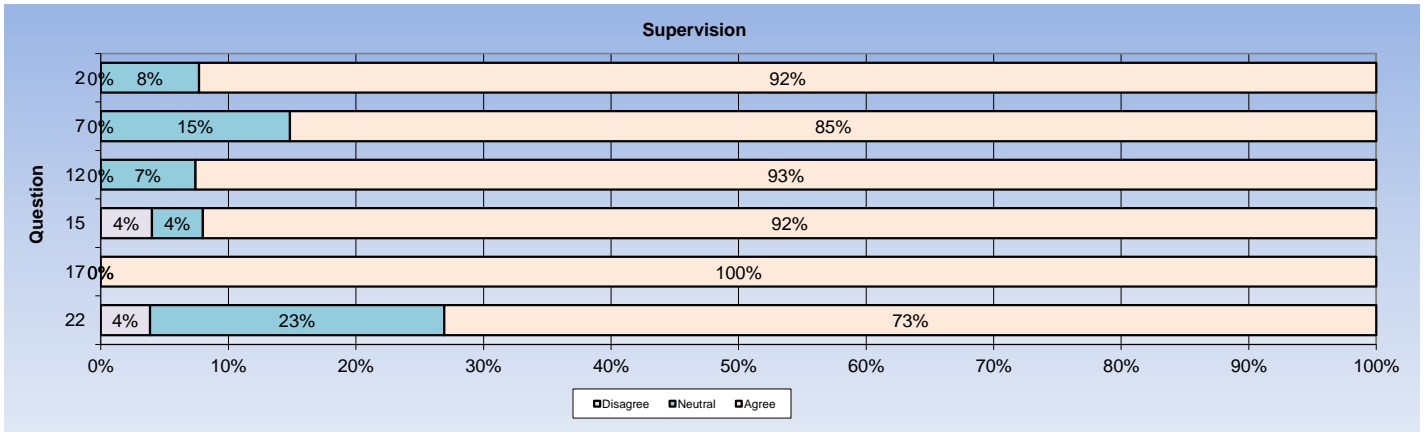 Supervision
2 0% 8% 92%
7 0% 15% 85%
12 0% 7% 93%
15 4% 4% 92%
17 0% 100%
22 4% 23% 73%
Question
0% 10% 20% 30% 40% 50% 60% 70% 80% 90% 100%
Disagree Neutral Agree